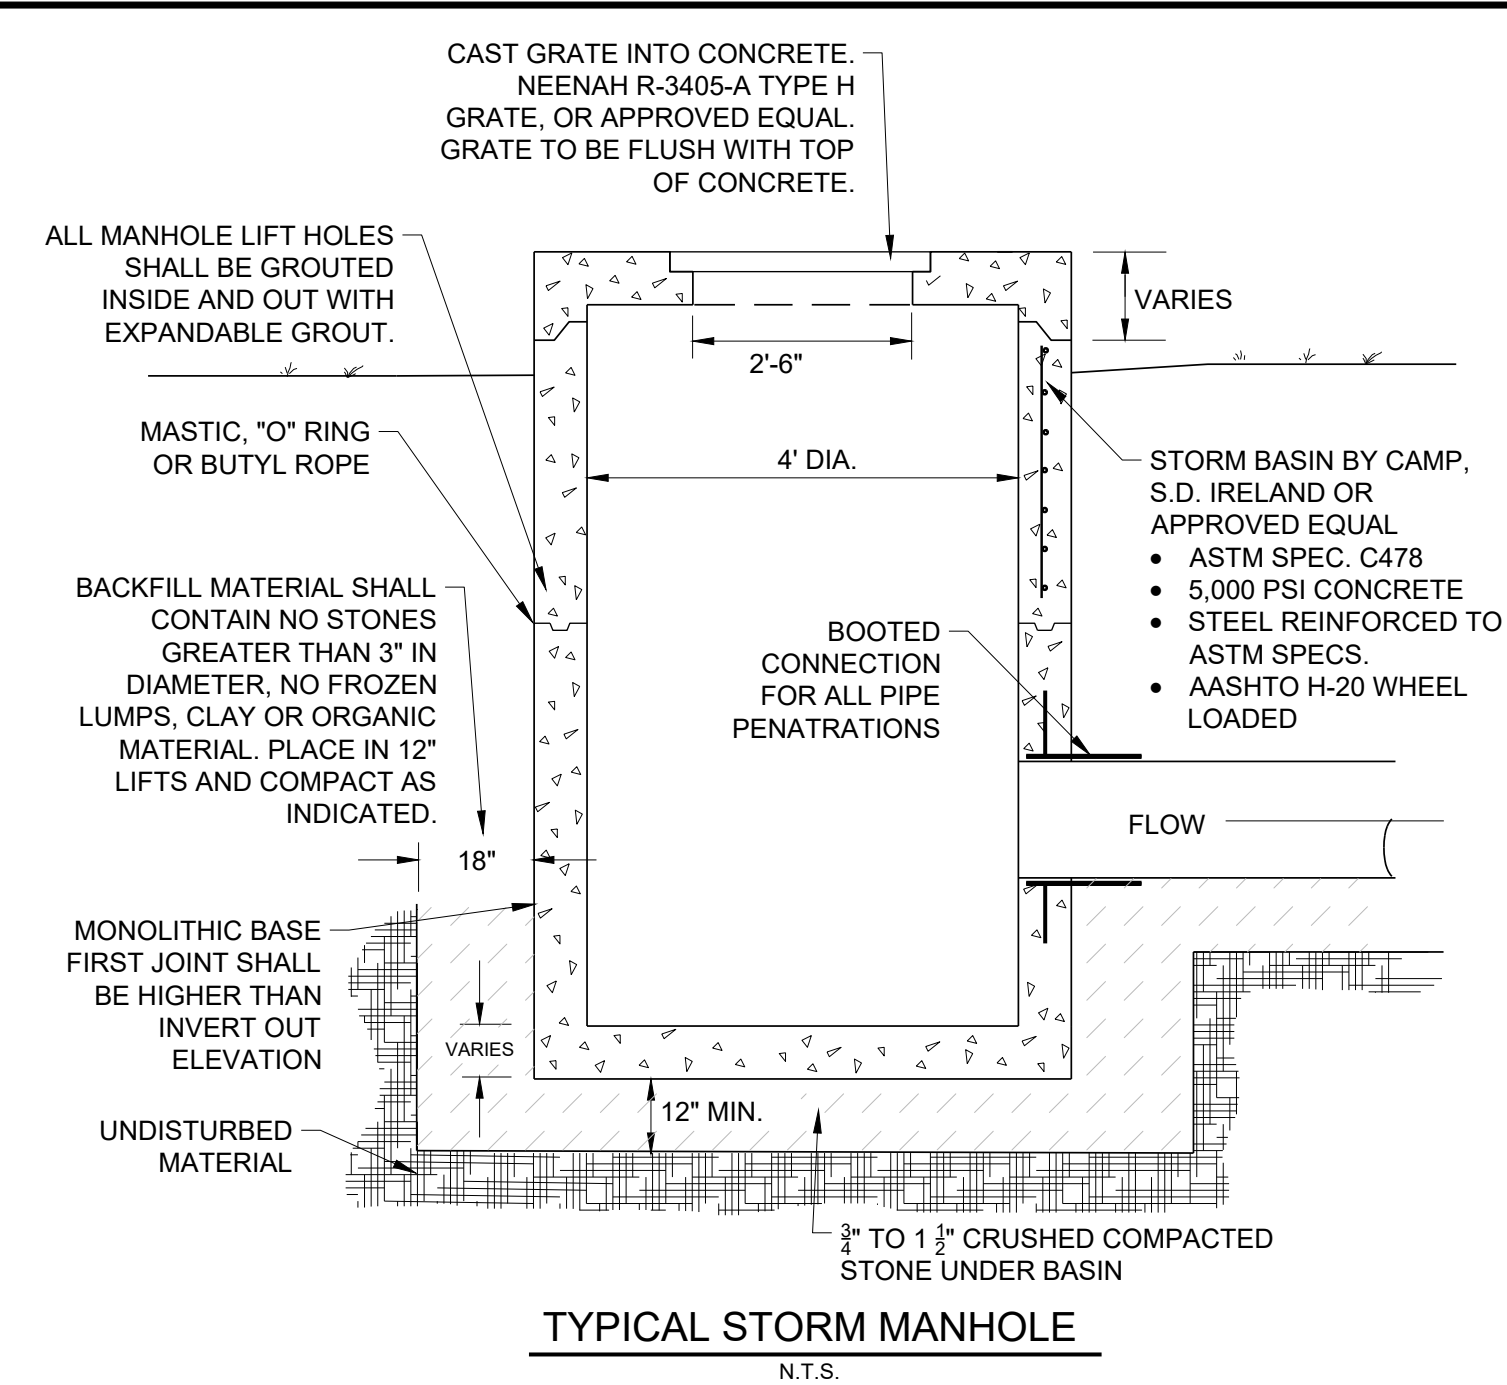 CAST GRATE INTO CONCRETE.
NEENAH R-3405-A TYPE H
GRATE, OR APPROVED EQUAL.
GRATE TO BE FLUSH WITH TOP
OF CONCRETE.
ALL MANHOLE LIFT HOLES
SHALL BE GROUTED
INSIDE AND OUT WITH
EXPANDABLE GROUT.
VARIES
2'-6"
MASTIC, "O" RING
OR BUTYL ROPE
4' DIA.
STORM BASIN BY CAMP,
S.D. IRELAND OR
APPROVED EQUAL
• ASTM SPEC. C478
• 5,000 PSI CONCRETE
• STEEL REINFORCED TO
ASTM SPECS.
• AASHTO H-20 WHEEL
LOADED
BACKFILL MATERIAL SHALL
CONTAIN NO STONES
GREATER THAN 3" IN
DIAMETER, NO FROZEN
LUMPS, CLAY OR ORGANIC
MATERIAL. PLACE IN 12"
LIFTS AND COMPACT AS
INDICATED.
BOOTED
CONNECTION
FOR ALL PIPE
PENATRATIONS
FLOW
18"
MONOLITHIC BASE
FIRST JOINT SHALL
BE HIGHER THAN
INVERT OUT
ELEVATION
VARIES
12" MIN.
UNDISTURBED
MATERIAL
3/4" TO 1 1/2" CRUSHED COMPACTED
STONE UNDER BASIN
TYPICAL STORM MANHOLE
N.T.S.